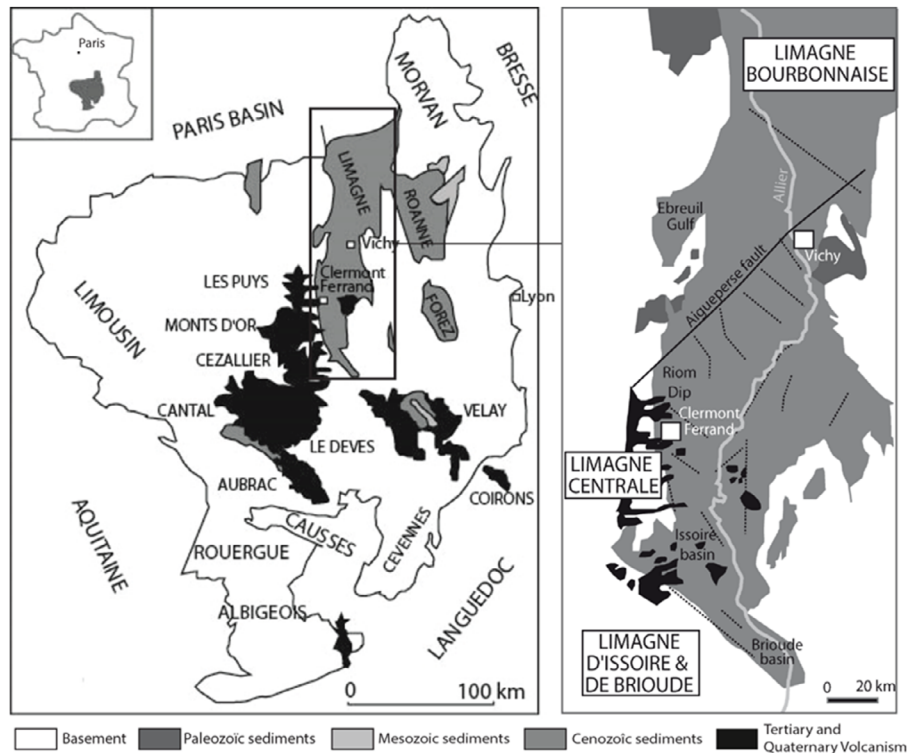 Paris
PARIS BASIN
MORVAN
BRESSE
LIMAGNE
ROANNE
Vichy
LES PUYS
Clermont
Ferrand
FOREZ
Lyon
LIMOUSIN
MONTS D'OR
CEZALLIER
CANTAL
VELAY
LE DEVES
AUBRAC
COIRONS
CAUSSES
CEVENNES
AQUITAINE
ROUERGUE
ALBIGEOIS
LANGUEDOC
0 100 km
LIMAGNE
BOURBONNAISE
Allier
Ebreuil
Gulf
Vichy
Aigueperse fault
Riom
Dip
Clermont
Ferrand
LIMAGNE
CENTRALE
Issoire
basin
LIMAGNE
D'ISSOIRE &
DE BRIOUDE
Brioude
basin
0 20 km
Basement
Paleozoïc sediments
Mesozoic sediments
Cenozoïc sediments
Tertiary and
Quaternary Volcanism